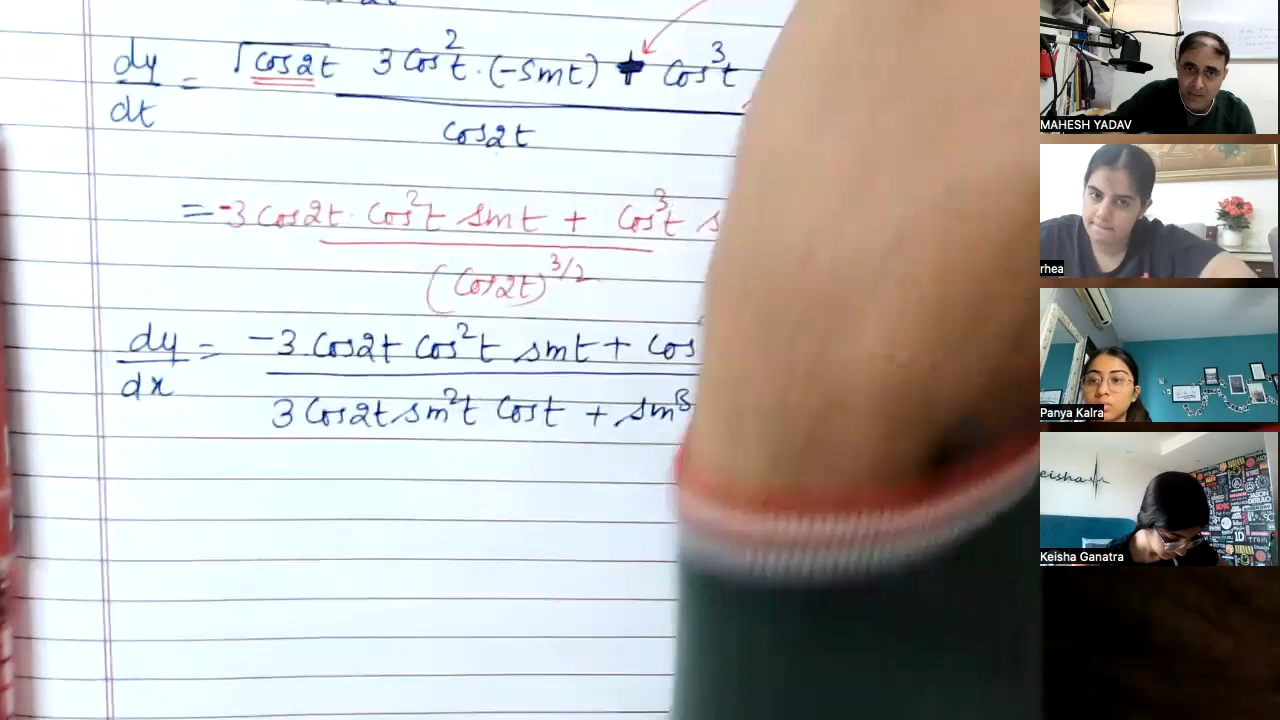 dy/dt = √cos2t 3cos²t·(-sint) + cos³t
cos2t
= -3cos2t·cos²t sint + cos³t s
(cos2t)^3/2
dy/dx = -3cos2t cos²t sint + cos
3cos2t sin²t cost + sin³
MAHESH YADAV
rhea
Panya Kalra
eisha
Keisha Ganatra